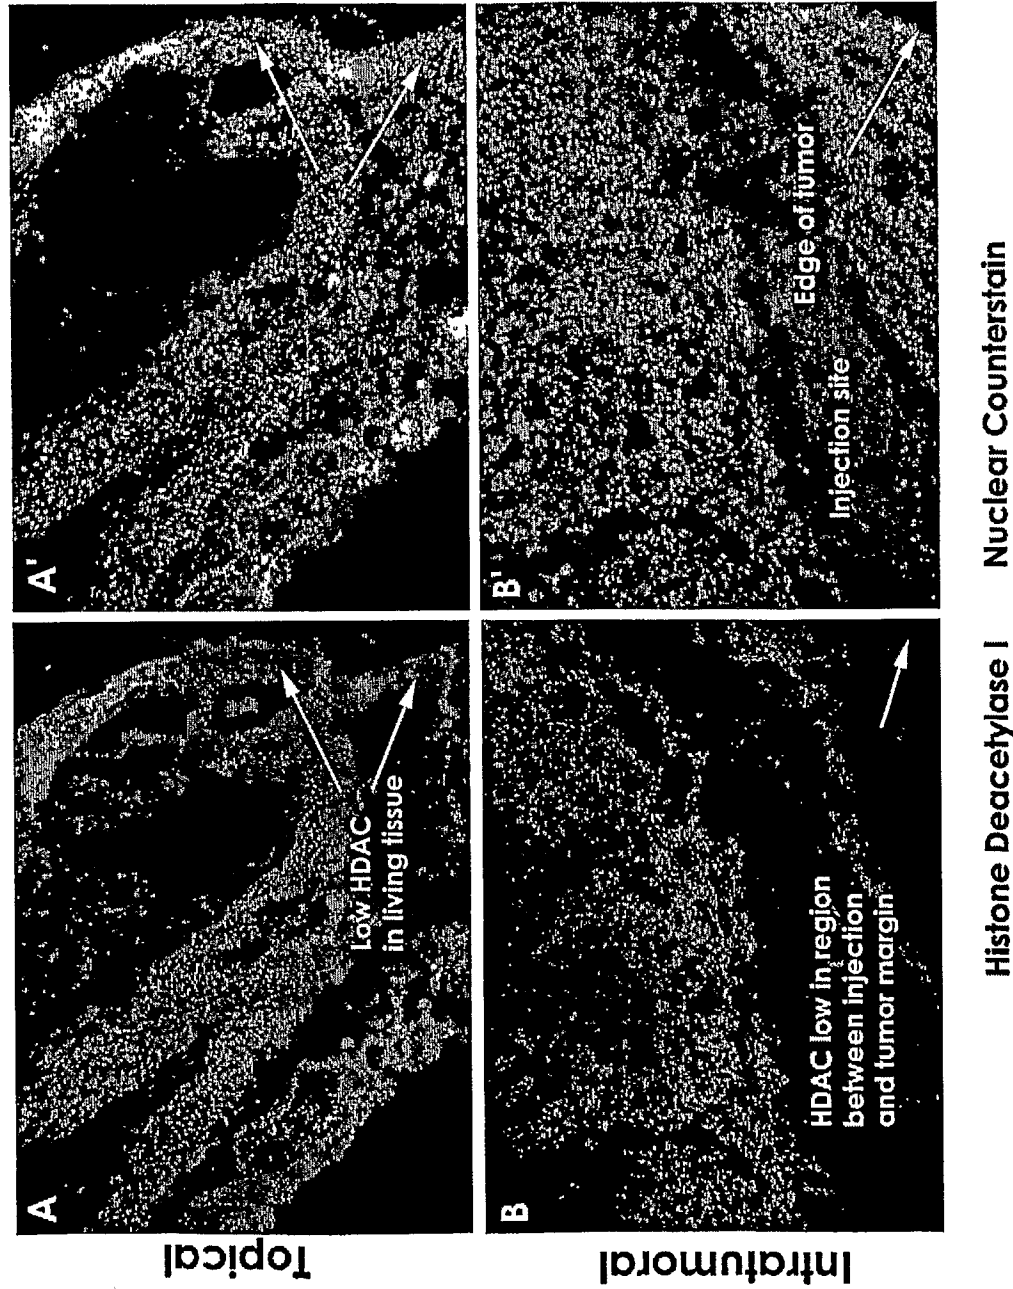 Topical
A
Low HDAC
in living tissue
A'
Intratumoral
B
HDAC low in region
between injection
and tumor margin
B'
Injection site
Edge of tumor
Histone Deacetylase I
Nuclear Counterstain